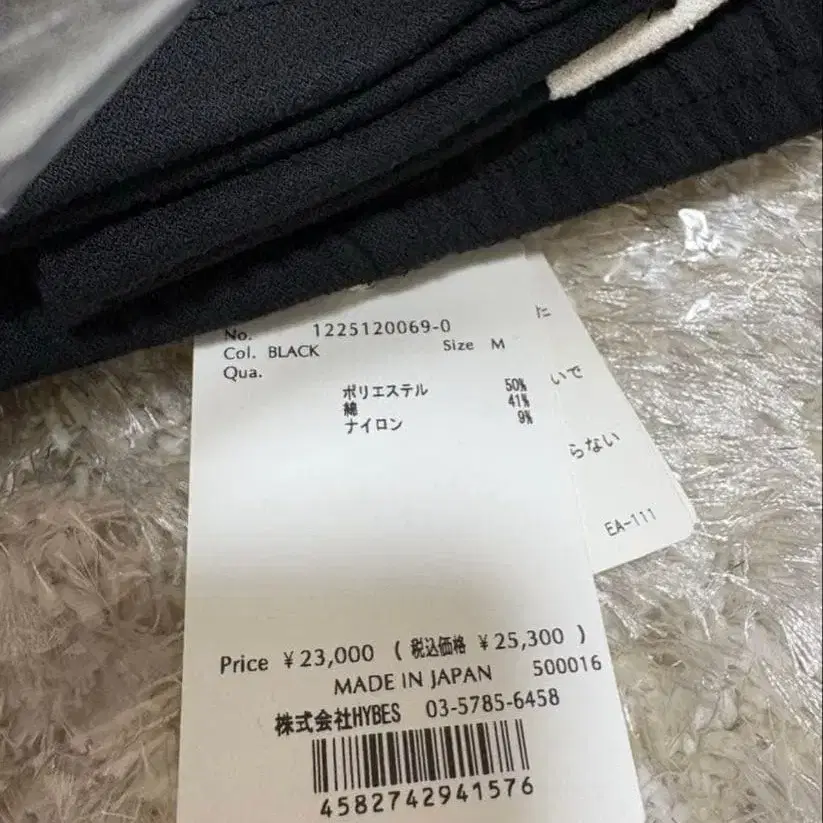 No. 1225120069-0
Col. BLACK Size M
Qua.
ポリエステル 50%
綿 41%
ナイロン 9%
Price ¥23,000 ( 税込価格 ¥25,300 )
MADE IN JAPAN 500016
株式会社HYBES 03-5785-6458
4582742941576
に
いで
らない
EA-111